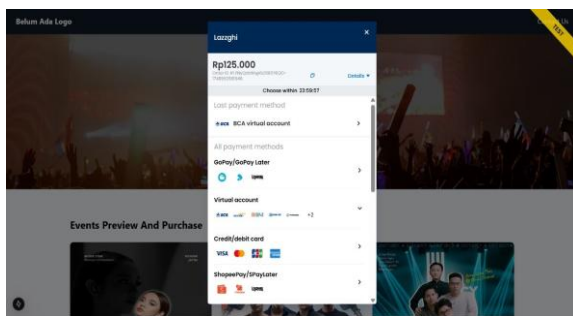 Belum Ada Logo
TEST
Lazzghi
×
Rp125.000
Details
Choose within 23:59:57
Last payment method
BCA BCA virtual account
All payment methods
GoPay/GoPay Later
Virtual account
BCA
+2
Credit/debit card
VISA
ShopeePay/SPayLater
Events Preview And Purchase